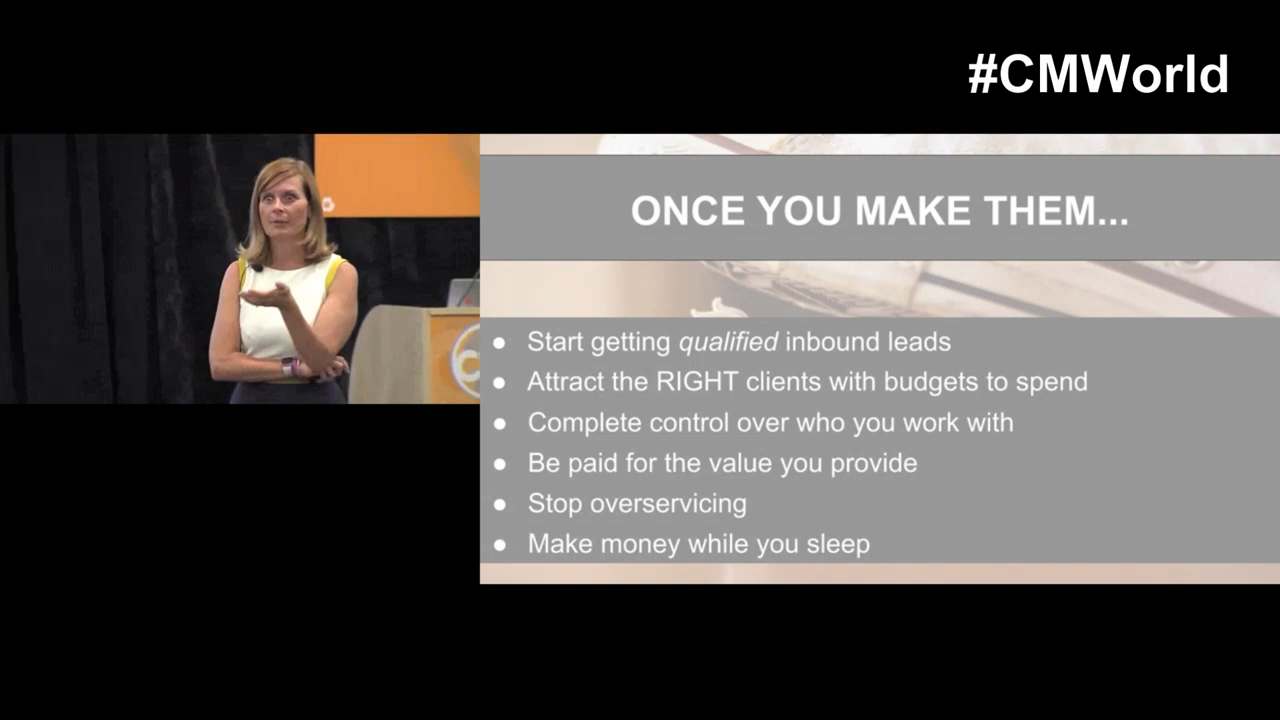 #CMWorld
ONCE YOU MAKE THEM...
● Start getting qualified inbound leads
● Attract the RIGHT clients with budgets to spend
● Complete control over who you work with
● Be paid for the value you provide
● Stop overservicing
● Make money while you sleep